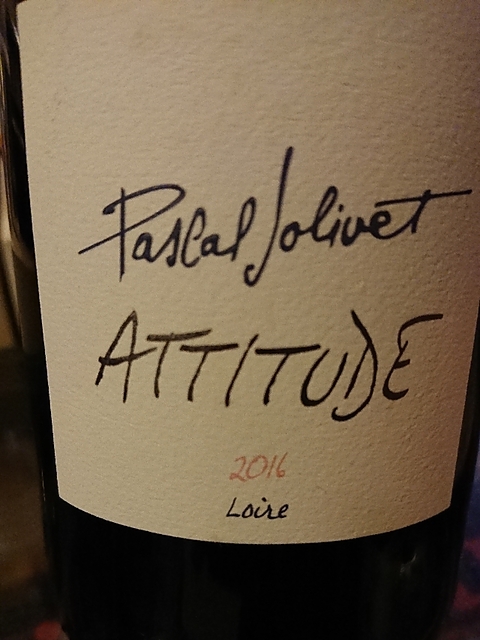 Pascal Jolivet
ATTITUDE
2016
Loire